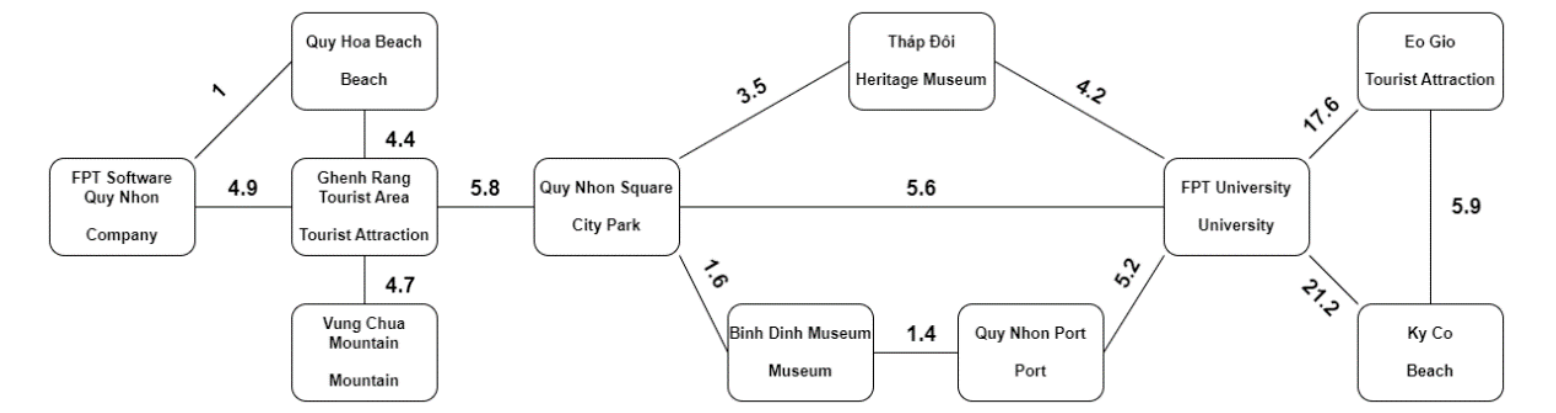 Quy Hoa Beach
Beach
Tháp Đôi
Heritage Museum
Eo Gio
Tourist Attraction
1
4.4
3.5
4.2
17.6
FPT Software
Quy Nhon
Company
4.9
Ghenh Rang
Tourist Area
Tourist Attraction
5.8
Quy Nhon Square
City Park
5.6
FPT University
University
5.9
4.7
1.6
5.2
21.2
Vung Chua
Mountain
Mountain
Binh Dinh Museum
Museum
1.4
Quy Nhon Port
Port
Ky Co
Beach